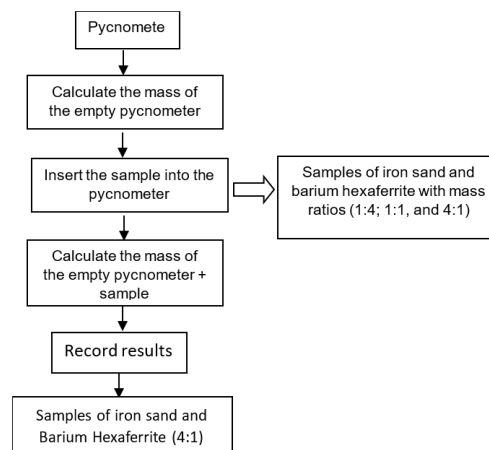 Pycnomete
Calculate the mass of
the empty pycnometer
Insert the sample into the
pycnometer
Samples of iron sand and
barium hexaferrite with mass
ratios (1:4; 1:1, and 4:1)
Calculate the mass of
the empty pycnometer +
sample
Record results
Samples of iron sand and
Barium Hexaferrite (4:1)